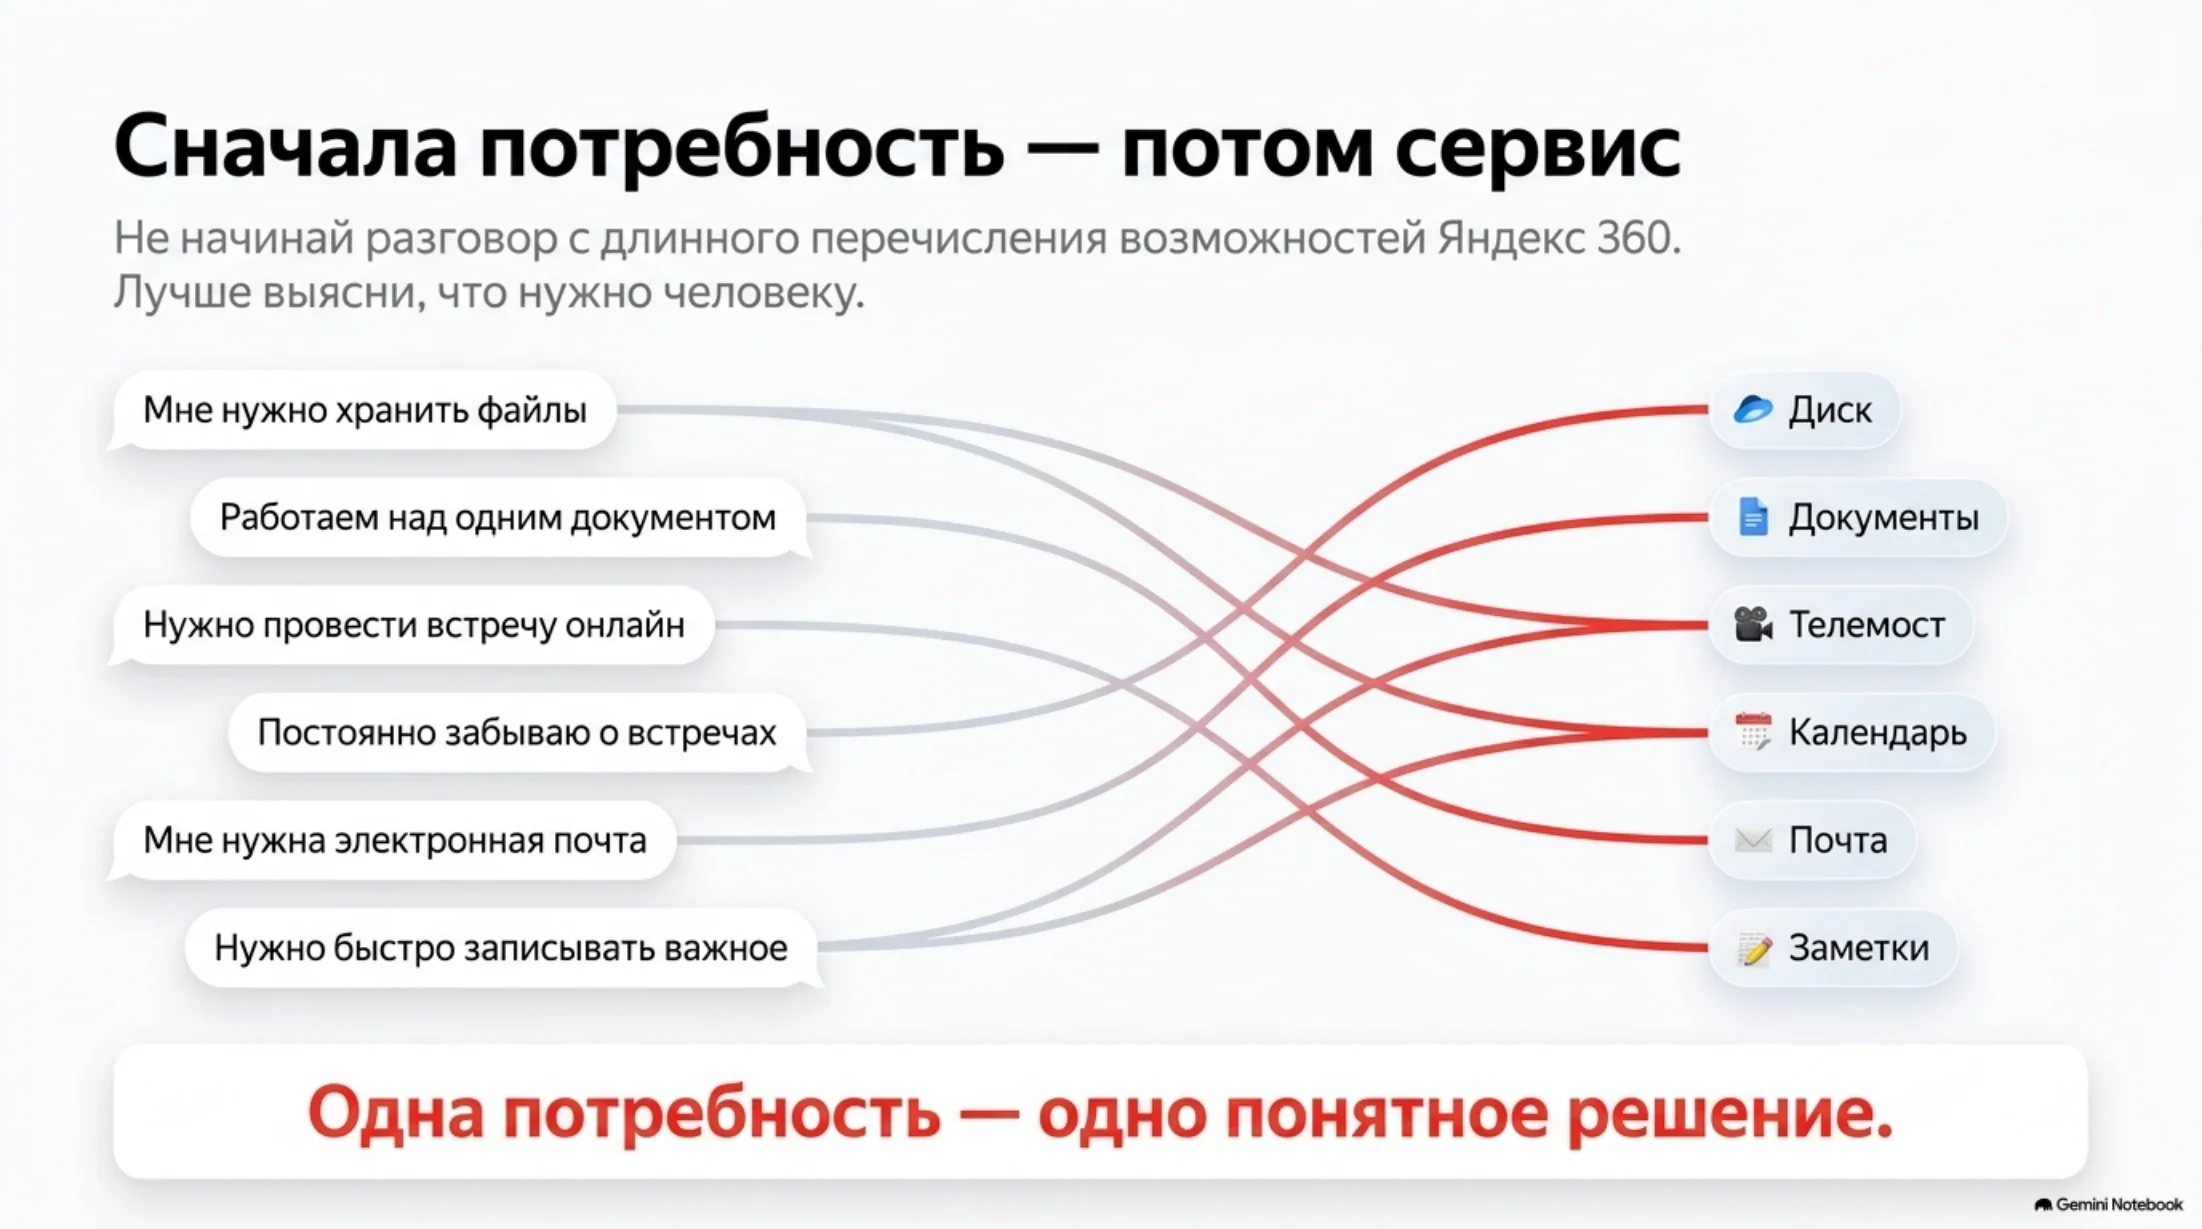 Сначала потребность — потом сервис
Не начинай разговор с длинного перечисления возможностей Яндекс 360.
Лучше выясни, что нужно человеку.
Мне нужно хранить файлы
Работаем над одним документом
Нужно провести встречу онлайн
Постоянно забываю о встречах
Мне нужна электронная почта
Нужно быстро записывать важное
Диск
Документы
Телемост
Календарь
Почта
Заметки
Одна потребность — одно понятное решение.
Gemini Notebook